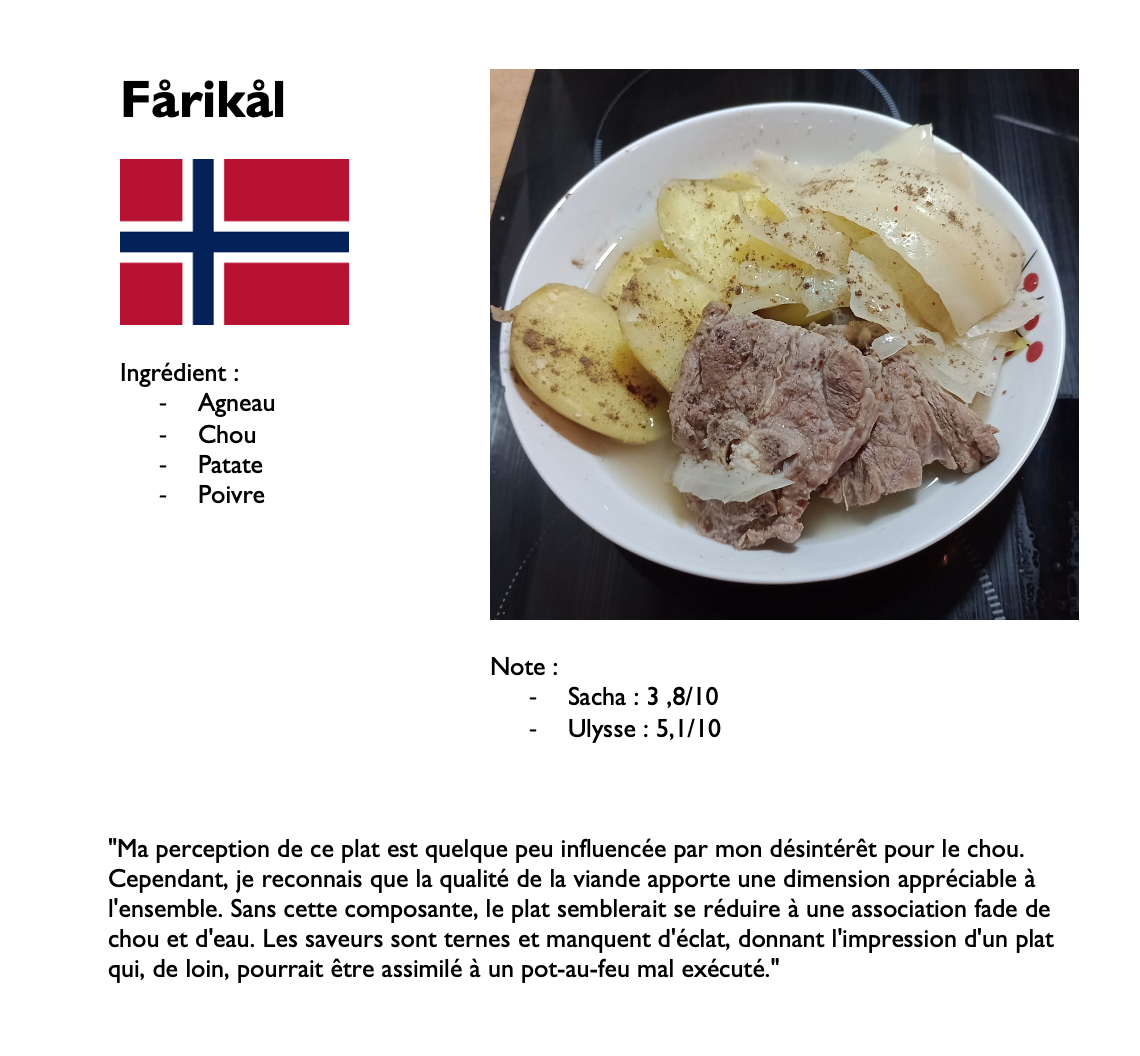 Fårikål
Ingrédient :
- Agneau
- Chou
- Patate
- Poivre
Note :
- Sacha : 3 ,8/10
- Ulysse : 5,1/10
"Ma perception de ce plat est quelque peu influencée par mon désintérêt pour le chou.
Cependant, je reconnais que la qualité de la viande apporte une dimension appréciable à
l'ensemble. Sans cette composante, le plat semblerait se réduire à une association fade de
chou et d'eau. Les saveurs sont ternes et manquent d'éclat, donnant l'impression d'un plat
qui, de loin, pourrait être assimilé à un pot-au-feu mal exécuté."